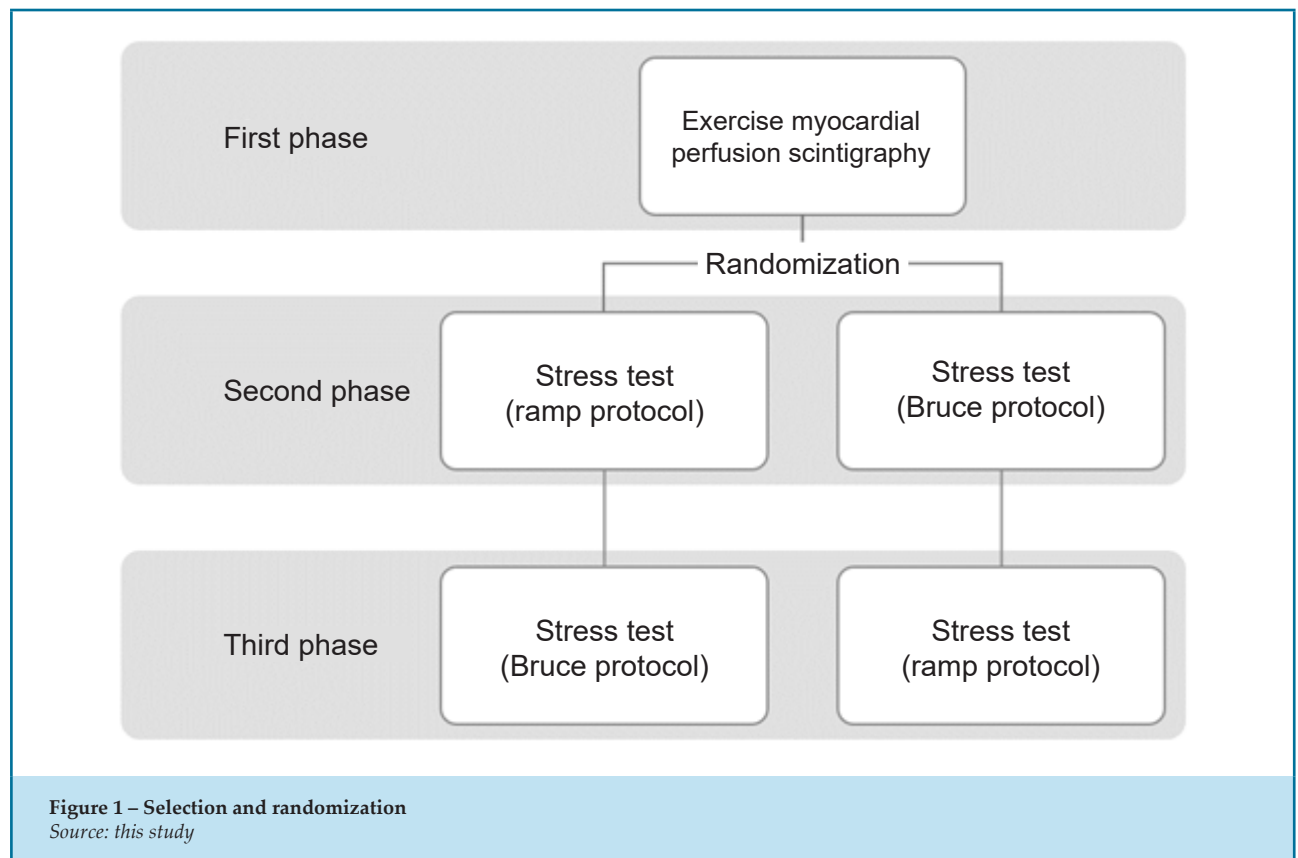 First phase
Exercise myocardial
perfusion scintigraphy
Randomization
Second phase
Stress test
(ramp protocol)
Stress test
(Bruce protocol)
Third phase
Stress test
(Bruce protocol)
Stress test
(ramp protocol)
Figure 1 – Selection and randomization
Source: this study